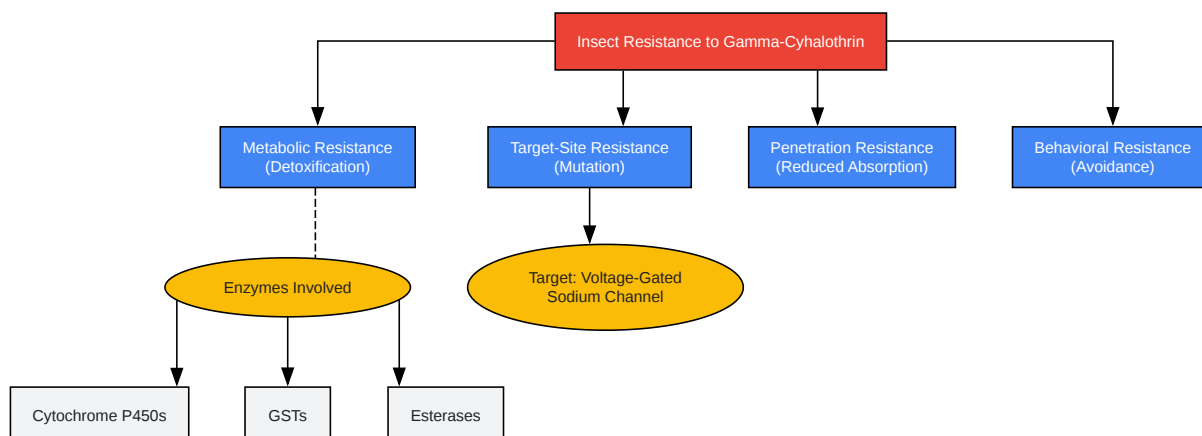 Insect Resistance to Gamma-Cyhalothrin
Metabolic Resistance
(Detoxification)
Target-Site Resistance
(Mutation)
Penetration Resistance
(Reduced Absorption)
Behavioral Resistance
(Avoidance)
Enzymes Involved
Target: Voltage-Gated
Sodium Channel
Cytochrome P450s
GSTs
Esterases